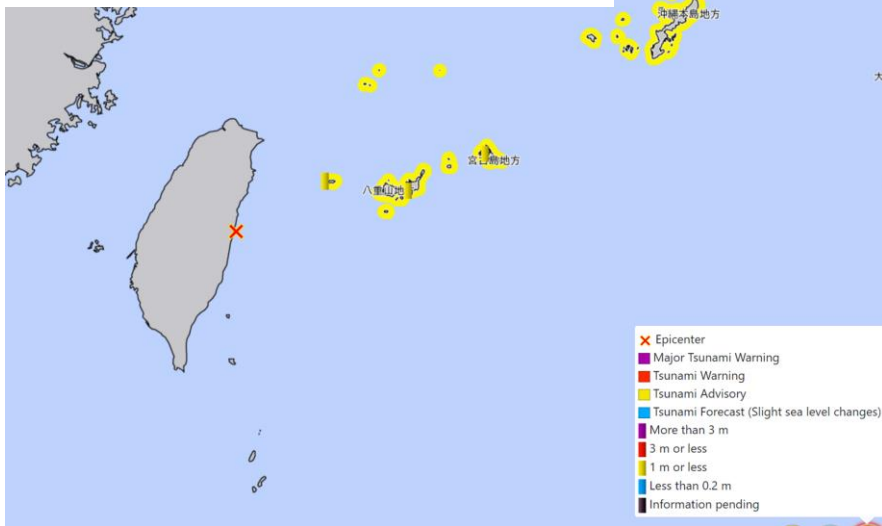 沖縄本島地方
大
宮古島地方
八重山地
Epicenter
Major Tsunami Warning
Tsunami Warning
Tsunami Advisory
Tsunami Forecast (Slight sea level changes)
More than 3 m
3 m or less
1 m or less
Less than 0.2 m
Information pending